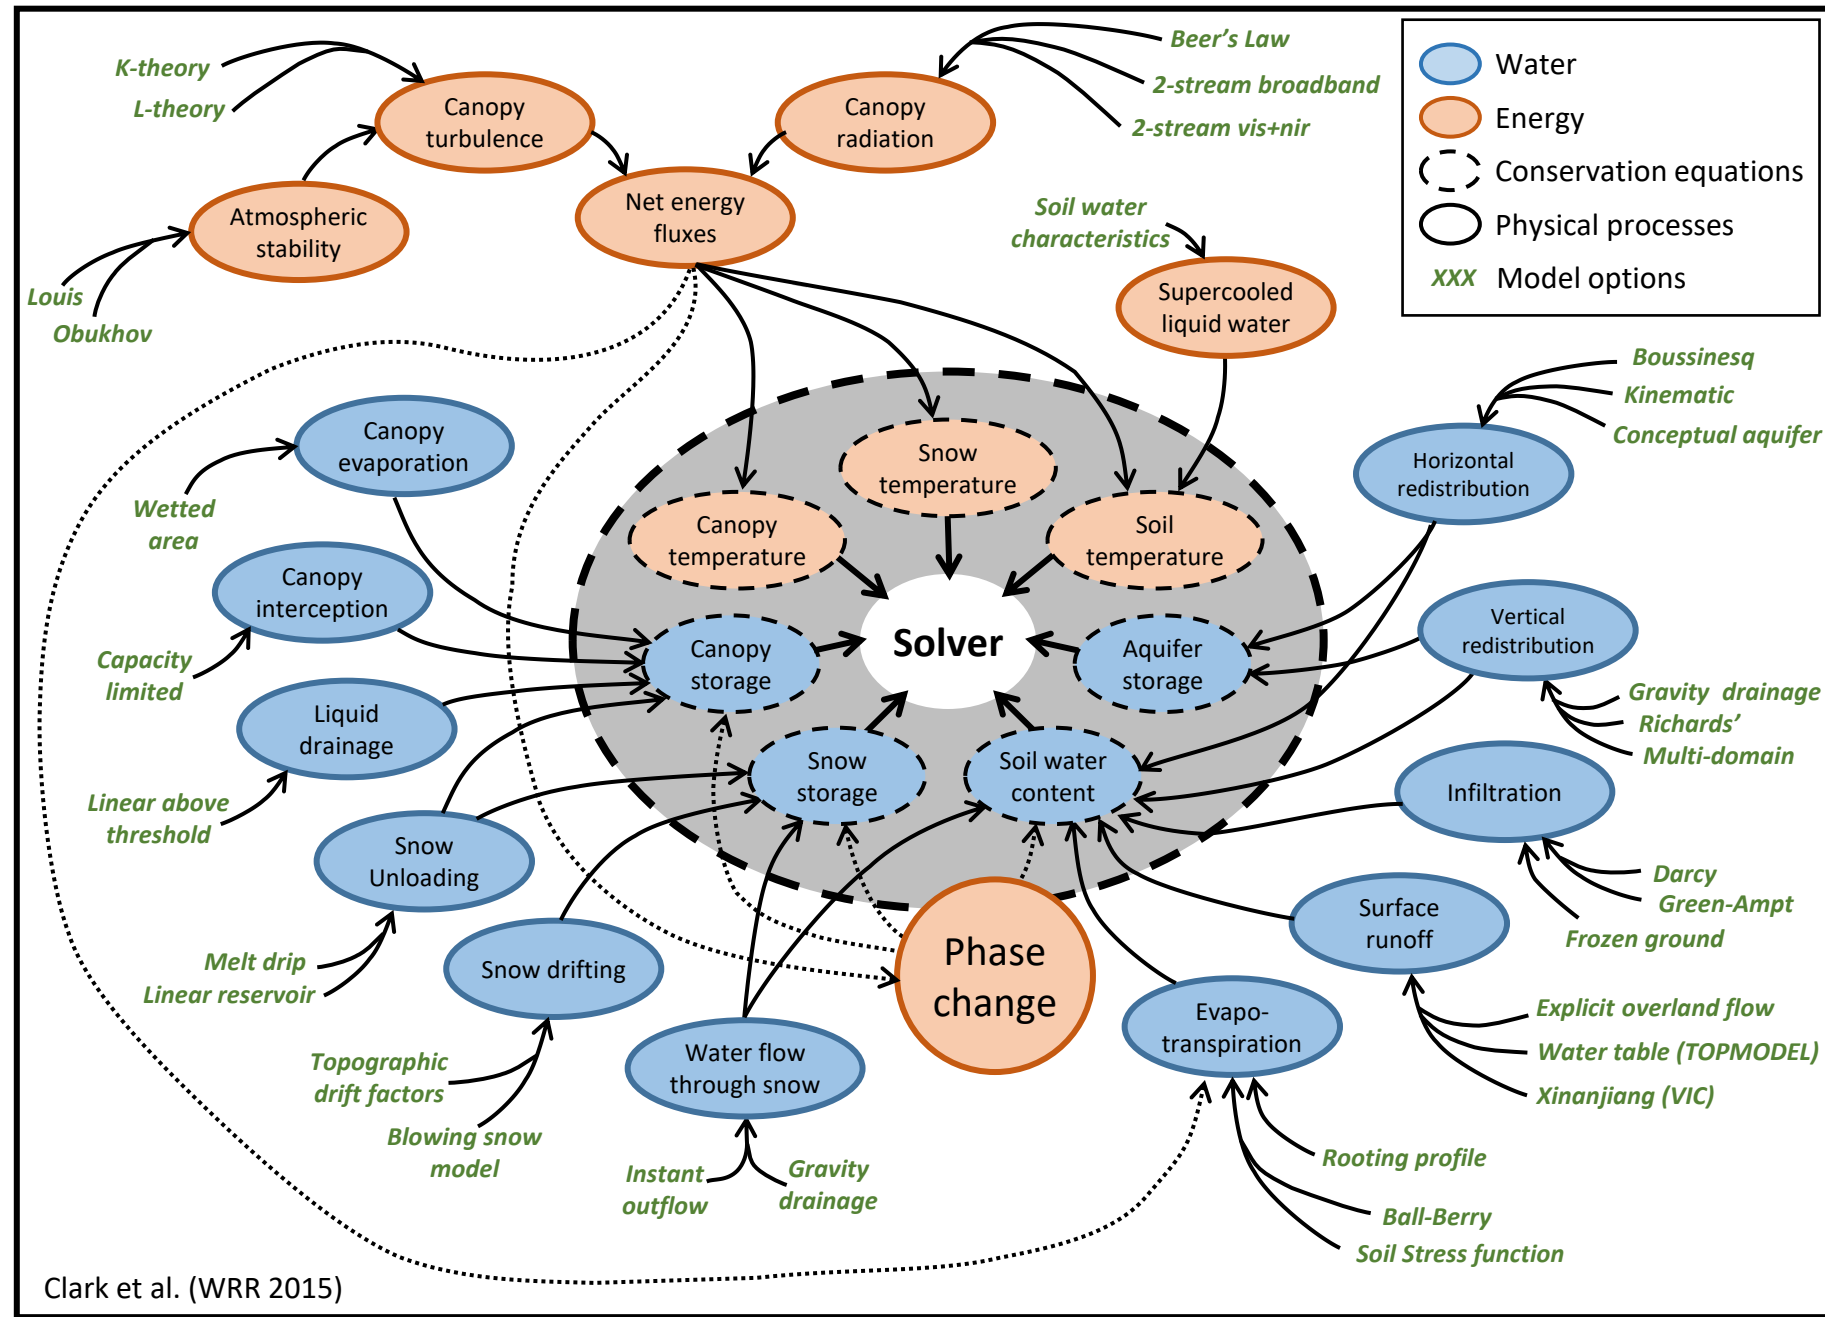 K-theory
L-theory
Canopy
turbulence
Canopy
radiation
Beer's Law
2-stream broadband
2-stream vis+nir
Water
Energy
Conservation equations
Physical processes
XXX Model options
Atmospheric
stability
Net energy
fluxes
Soil water
characteristics
Louis
Obukhov
Supercooled
liquid water
Boussinesq
Kinematic
Conceptual aquifer
Canopy
evaporation
Snow
temperature
Horizontal
redistribution
Wetted
area
Canopy
temperature
Soil
temperature
Canopy
interception
Vertical
redistribution
Capacity
limited
Canopy
storage
Solver
Aquifer
storage
Gravity drainage
Richards'
Multi-domain
Liquid
drainage
Snow
storage
Soil water
content
Infiltration
Linear above
threshold
Snow
Unloading
Darcy
Green-Ampt
Frozen ground
Surface
runoff
Melt drip
Linear reservoir
Snow drifting
Phase
change
Explicit overland flow
Water table (TOPMODEL)
Xinanjiang (VIC)
Evapo-
transpiration
Water flow
through snow
Topographic
drift factors
Blowing snow
model
Instant
outflow
Gravity
drainage
Rooting profile
Ball-Berry
Soil Stress function
Clark et al. (WRR 2015)